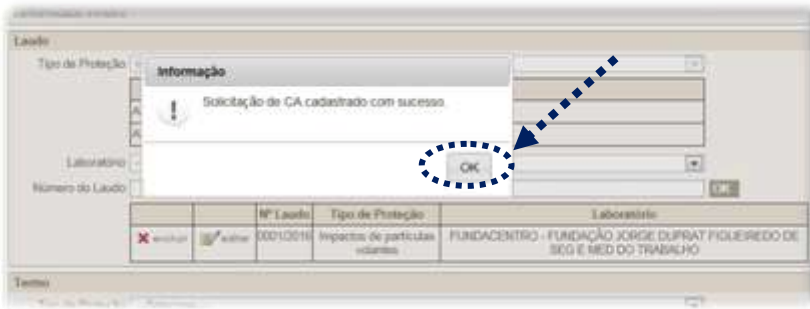 Laudo
Tipo de Proteção
Informação
Solicitação de CA cadastrado com sucesso.
OK
Laboratório
Número do Laudo
OK
Nº Laudo Tipo de Proteção Laboratório
excluir editar 0001/2016 Impactos de partículas volantes FUNDACENTRO - FUNDAÇÃO JORGE DUPRAT FIGUEIREDO DE
SEG E MED DO TRABALHO
Termo